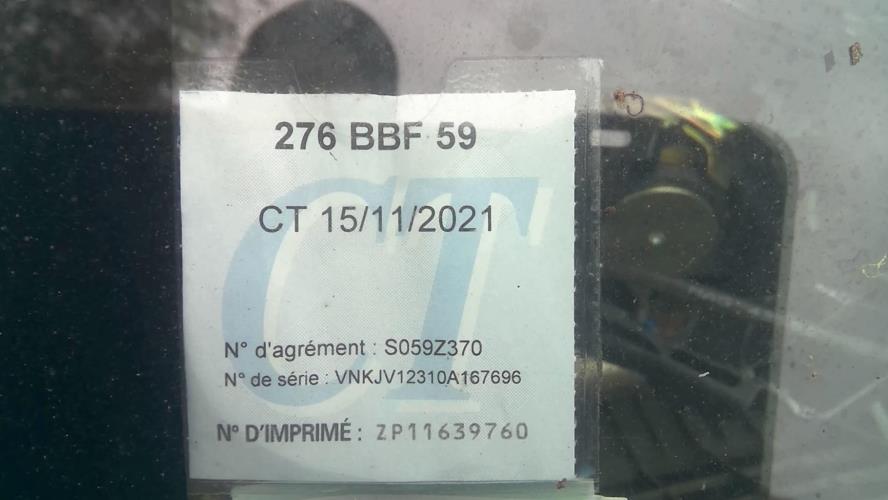 276 BBF 59
CT 15/11/2021
N° d'agrément : S059Z370
N° de série : VNKJV12310A167696
N° D'IMPRIMÉ : ZP11639760
CT